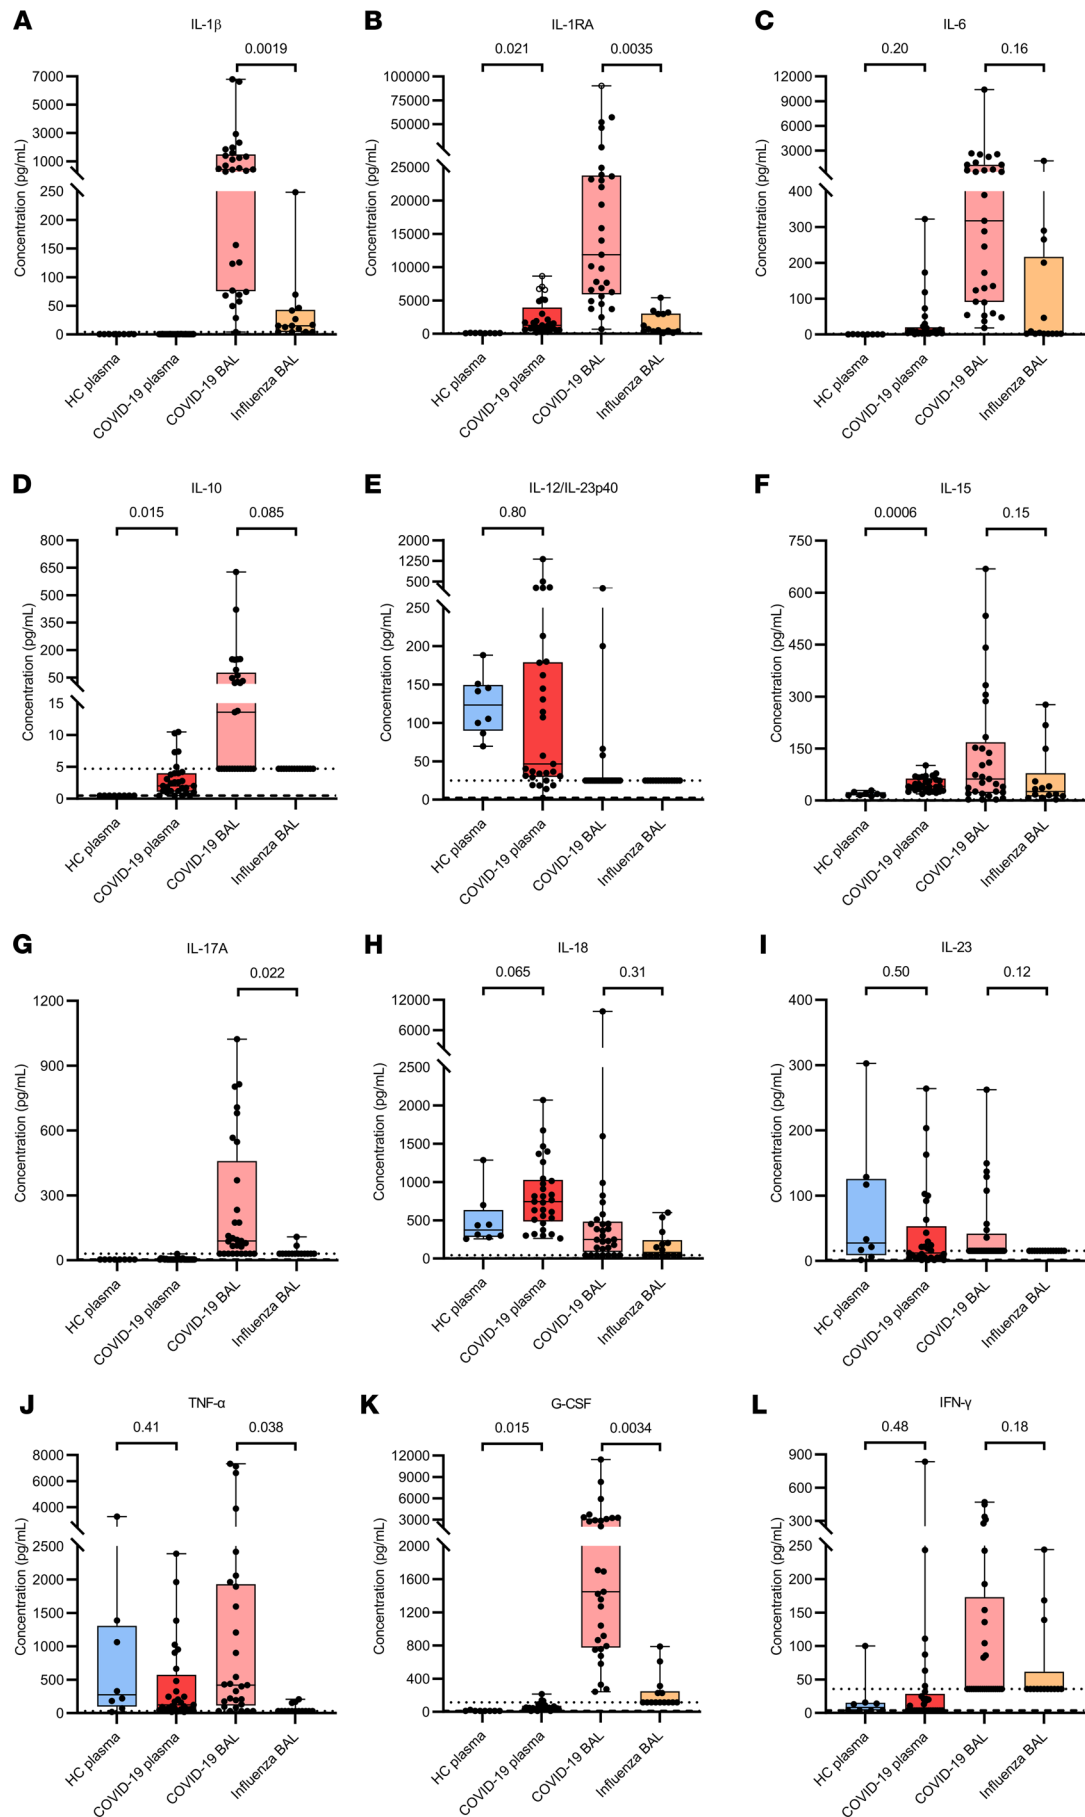 A
IL-1β
0.0019
Concentration (pg/mL)
7000
5000
3000
1000
250
200
150
100
50
0
HC plasma
COVID-19 plasma
COVID-19 BAL
Influenza BAL
B
IL-1RA
0.021
0.0035
Concentration (pg/mL)
100000
75000
50000
25000
20000
15000
10000
5000
0
HC plasma
COVID-19 plasma
COVID-19 BAL
Influenza BAL
C
IL-6
0.20
0.16
Concentration (pg/mL)
12000
9000
6000
3000
400
300
200
100
0
HC plasma
COVID-19 plasma
COVID-19 BAL
Influenza BAL
D
IL-10
0.015
0.085
Concentration (pg/mL)
800
650
500
350
200
50
15
10
5
0
HC plasma
COVID-19 plasma
COVID-19 BAL
Influenza BAL
E
IL-12/IL-23p40
0.80
Concentration (pg/mL)
2000
1250
500
250
200
150
100
50
0
HC plasma
COVID-19 plasma
COVID-19 BAL
Influenza BAL
F
IL-15
0.0006
0.15
Concentration (pg/mL)
750
600
450
300
150
0
HC plasma
COVID-19 plasma
COVID-19 BAL
Influenza BAL
G
IL-17A
0.022
Concentration (pg/mL)
1200
900
600
300
0
HC plasma
COVID-19 plasma
COVID-19 BAL
Influenza BAL
H
IL-18
0.065
0.31
Concentration (pg/mL)
12000
6000
2500
2000
1500
1000
500
0
HC plasma
COVID-19 plasma
COVID-19 BAL
Influenza BAL
I
IL-23
0.50
0.12
Concentration (pg/mL)
400
300
200
100
0
HC plasma
COVID-19 plasma
COVID-19 BAL
Influenza BAL
J
TNF-α
0.41
0.038
Concentration (pg/mL)
8000
6000
4000
2000
2500
2000
1500
1000
500
0
HC plasma
COVID-19 plasma
COVID-19 BAL
Influenza BAL
K
G-CSF
0.015
0.0034
Concentration (pg/mL)
12000
9000
6000
3000
2000
1600
1200
800
400
0
HC plasma
COVID-19 plasma
COVID-19 BAL
Influenza BAL
L
IFN-γ
0.48
0.18
Concentration (pg/mL)
900
600
300
250
200
150
100
50
0
HC plasma
COVID-19 plasma
COVID-19 BAL
Influenza BAL